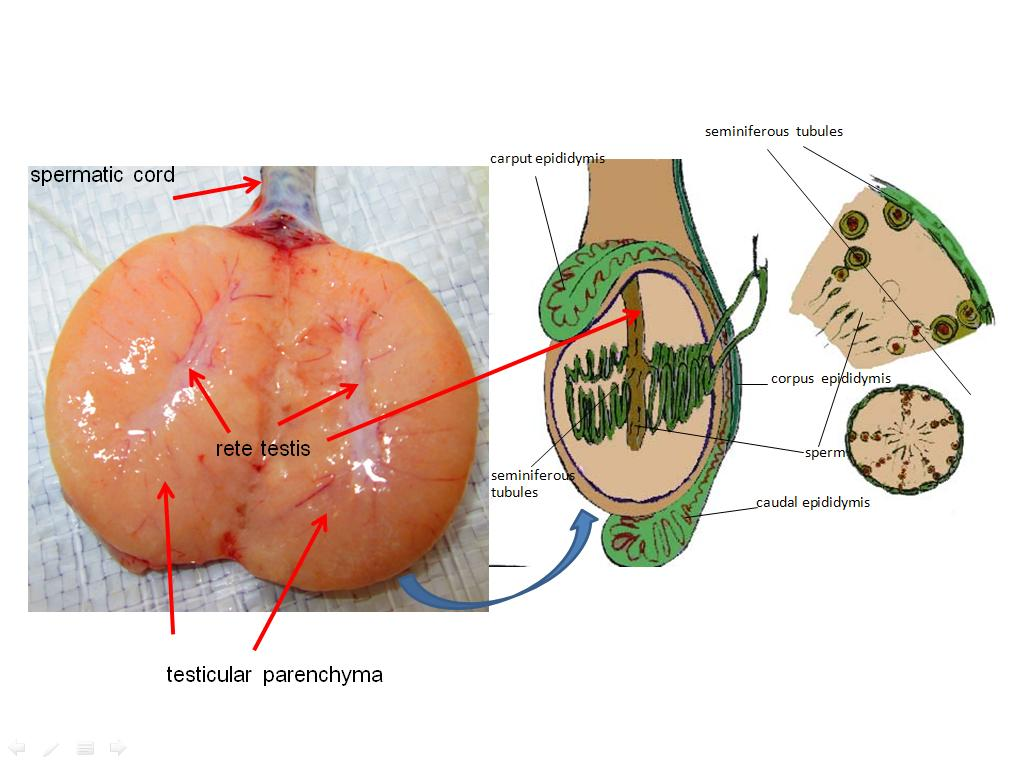 seminiferous tubules
carput epididymis
spermatic cord
corpus epididymis
rete testis
sperm
seminiferous
tubules
caudal epididymis
testicular parenchyma